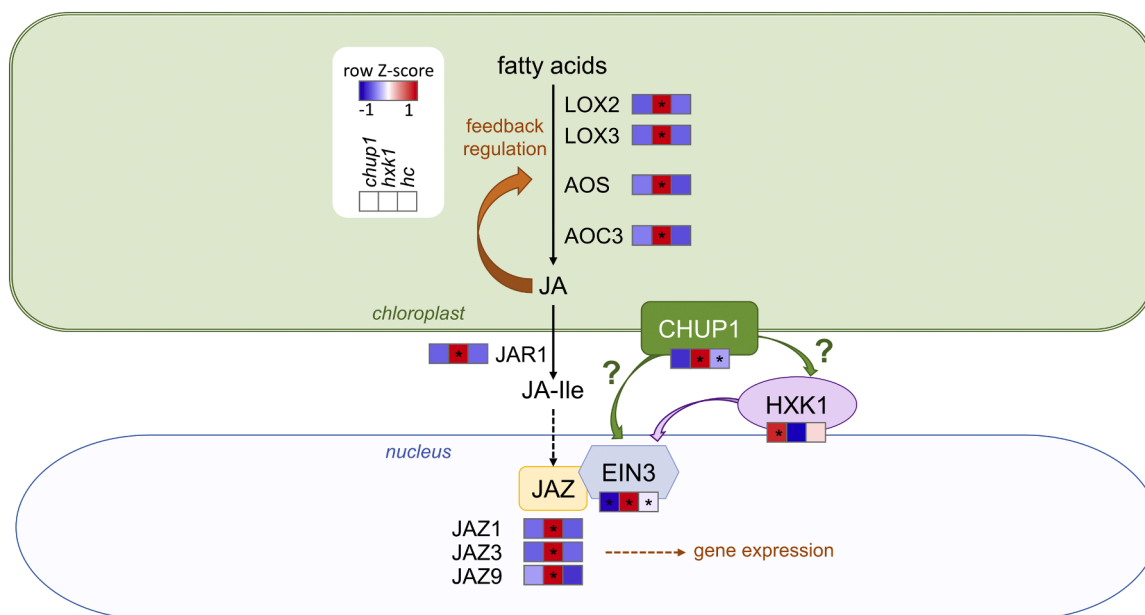 row Z-score
-1 1
chup1
hxk1
hc
fatty acids
LOX2 *
LOX3 *
feedback
regulation
AOS *
AOC3 *
JA
chloroplast
CHUP1
* *
?
?
* JAR1
JA-Ile
HXK1
*
nucleus
EIN3
* * *
JAZ
JAZ1 *
JAZ3 *
JAZ9 *
gene expression